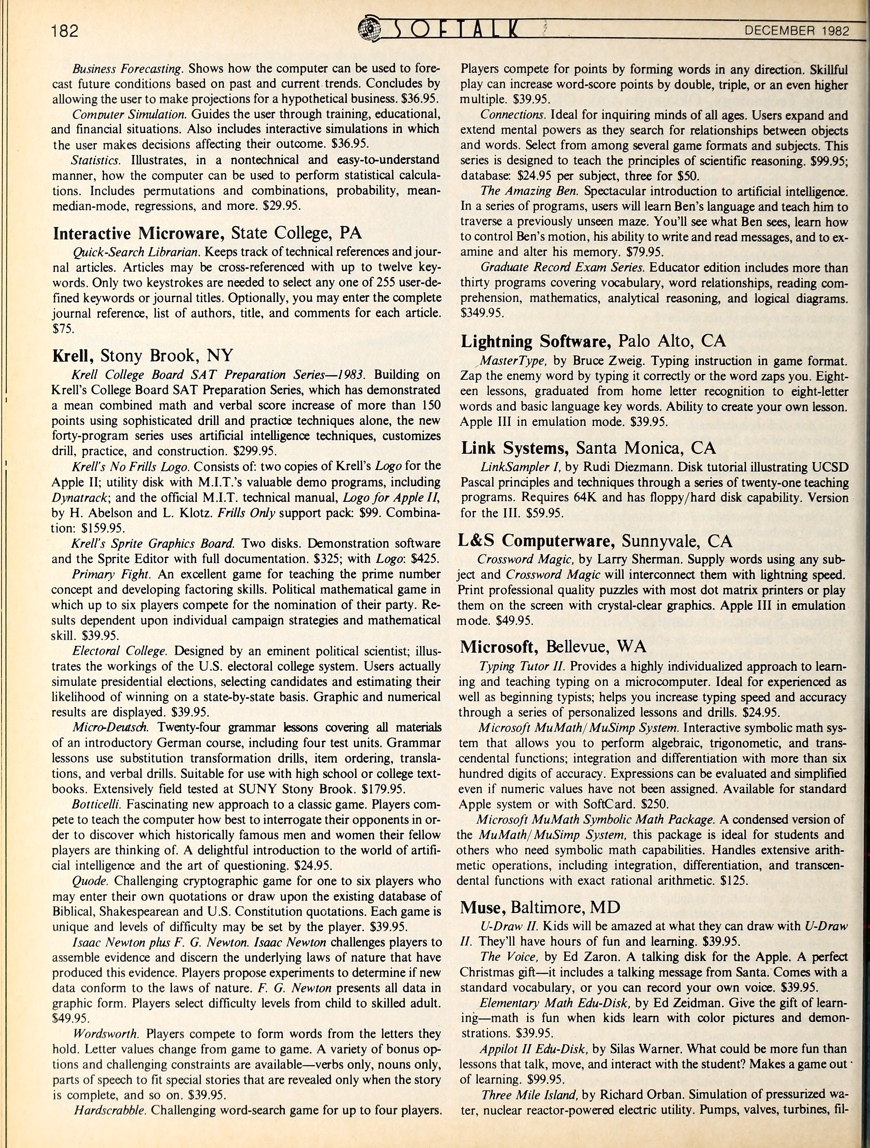 182
SOFTALK
DECEMBER 1982
Business Forecasting. Shows how the computer can be used to fore-
cast future conditions based on past and current trends. Concludes by
allowing the user to make projections for a hypothetical business. $36.95.
Computer Simulation. Guides the user through training, educational,
and financial situations. Also includes interactive simulations in which
the user makes decisions affecting their outcome. $36.95.
Statistics. Illustrates, in a nontechnical and easy-to-understand
manner, how the computer can be used to perform statistical calcula-
tions. Includes permutations and combinations, probability, mean-
median-mode, regressions, and more. $29.95.
Interactive Microware, State College, PA
Quick-Search Librarian. Keeps track of technical references and jour-
nal articles. Articles may be cross-referenced with up to twelve key-
words. Only two keystrokes are needed to select any one of 255 user-de-
fined keywords or journal titles. Optionally, you may enter the complete
journal reference, list of authors, title, and comments for each article.
$75.
Krell, Stony Brook, NY
Krell College Board SAT Preparation Series—1983. Building on
Krell's College Board SAT Preparation Series, which has demonstrated
a mean combined math and verbal score increase of more than 150
points using sophisticated drill and practice techniques alone, the new
forty-program series uses artificial intelligence techniques, customizes
drill, practice, and construction. $299.95.
Krell's No Frills Logo. Consists of: two copies of Krell's Logo for the
Apple II; utility disk with M.I.T.'s valuable demo programs, including
Dynatrack; and the official M.I.T. technical manual, Logo for Apple II,
by H. Abelson and L. Klotz. Frills Only support pack: $99. Combina-
tion: $159.95.
Krell's Sprite Graphics Board. Two disks. Demonstration software
and the Sprite Editor with full documentation. $325; with Logo: $425.
Primary Fight. An excellent game for teaching the prime number
concept and developing factoring skills. Political mathematical game in
which up to six players compete for the nomination of their party. Re-
sults dependent upon individual campaign strategies and mathematical
skill. $39.95.
Electoral College. Designed by an eminent political scientist; illus-
trates the workings of the U.S. electoral college system. Users actually
simulate presidential elections, selecting candidates and estimating their
likelihood of winning on a state-by-state basis. Graphic and numerical
results are displayed. $39.95.
Micro-Deutsch. Twenty-four grammar lessons covering all materials
of an introductory German course, including four test units. Grammar
lessons use substitution transformation drills, item ordering, transla-
tions, and verbal drills. Suitable for use with high school or college text-
books. Extensively field tested at SUNY Stony Brook. $179.95.
Botticelli. Fascinating new approach to a classic game. Players com-
pete to teach the computer how best to interrogate their opponents in or-
der to discover which historically famous men and women their fellow
players are thinking of. A delightful introduction to the world of artifi-
cial intelligence and the art of questioning. $24.95.
Quode. Challenging cryptographic game for one to six players who
may enter their own quotations or draw upon the existing database of
Biblical, Shakespearean and U.S. Constitution quotations. Each game is
unique and levels of difficulty may be set by the player. $39.95.
Isaac Newton plus F. G. Newton. Isaac Newton challenges players to
assemble evidence and discern the underlying laws of nature that have
produced this evidence. Players propose experiments to determine if new
data conform to the laws of nature. F. G. Newton presents all data in
graphic form. Players select difficulty levels from child to skilled adult.
$49.95.
Wordsworth. Players compete to form words from the letters they
hold. Letter values change from game to game. A variety of bonus op-
tions and challenging constraints are available—verbs only, nouns only,
parts of speech to fit special stories that are revealed only when the story
is complete, and so on. $39.95.
Hardscrabble. Challenging word-search game for up to four players.
Players compete for points by forming words in any direction. Skillful
play can increase word-score points by double, triple, or an even higher
multiple. $39.95.
Connections. Ideal for inquiring minds of all ages. Users expand and
extend mental powers as they search for relationships between objects
and words. Select from among several game formats and subjects. This
series is designed to teach the principles of scientific reasoning. $99.95;
database: $24.95 per subject, three for $50.
The Amazing Ben. Spectacular introduction to artificial intelligence.
In a series of programs, users will learn Ben's language and teach him to
traverse a previously unseen maze. You'll see what Ben sees, learn how
to control Ben's motion, his ability to write and read messages, and to ex-
amine and alter his memory. $79.95.
Graduate Record Exam Series. Educator edition includes more than
thirty programs covering vocabulary, word relationships, reading com-
prehension, mathematics, analytical reasoning, and logical diagrams.
$349.95.
Lightning Software, Palo Alto, CA
MasterType, by Bruce Zweig. Typing instruction in game format.
Zap the enemy word by typing it correctly or the word zaps you. Eight-
een lessons, graduated from home letter recognition to eight-letter
words and basic language key words. Ability to create your own lesson.
Apple III in emulation mode. $39.95.
Link Systems, Santa Monica, CA
LinkSampler I, by Rudi Diezmann. Disk tutorial illustrating UCSD
Pascal principles and techniques through a series of twenty-one teaching
programs. Requires 64K and has floppy/hard disk capability. Version
for the III. $59.95.
L&S Computerware, Sunnyvale, CA
Crossword Magic, by Larry Sherman. Supply words using any sub-
ject and Crossword Magic will interconnect them with lightning speed.
Print professional quality puzzles with most dot matrix printers or play
them on the screen with crystal-clear graphics. Apple III in emulation
mode. $49.95.
Microsoft, Bellevue, WA
Typing Tutor II. Provides a highly individualized approach to learn-
ing and teaching typing on a microcomputer. Ideal for experienced as
well as beginning typists; helps you increase typing speed and accuracy
through a series of personalized lessons and drills. $24.95.
Microsoft MuMath/MuSimp System. Interactive symbolic math sys-
tem that allows you to perform algebraic, trigonometric, and trans-
cendental functions; integration and differentiation with more than six
hundred digits of accuracy. Expressions can be evaluated and simplified
even if numeric values have not been assigned. Available for standard
Apple system or with SoftCard. $250.
Microsoft MuMath Symbolic Math Package. A condensed version of
the MuMath/MuSimp System, this package is ideal for students and
others who need symbolic math capabilities. Handles extensive arith-
metic operations, including integration, differentiation, and transcen-
dental functions with exact rational arithmetic. $125.
Muse, Baltimore, MD
U-Draw II. Kids will be amazed at what they can draw with U-Draw
II. They'll have hours of fun and learning. $39.95.
The Voice, by Ed Zaron. A talking disk for the Apple. A perfect
Christmas gift—it includes a talking message from Santa. Comes with a
standard vocabulary, or you can record your own voice. $39.95.
Elementary Math Edu-Disk, by Ed Zeidman. Give the gift of learn-
ing—math is fun when kids learn with color pictures and demon-
strations. $39.95.
Appilot II Edu-Disk, by Silas Warner. What could be more fun than
lessons that talk, move, and interact with the student? Makes a game out
of learning. $99.95.
Three Mile Island, by Richard Orban. Simulation of pressurized wa-
ter, nuclear reactor-powered electric utility. Pumps, valves, turbines, fil-